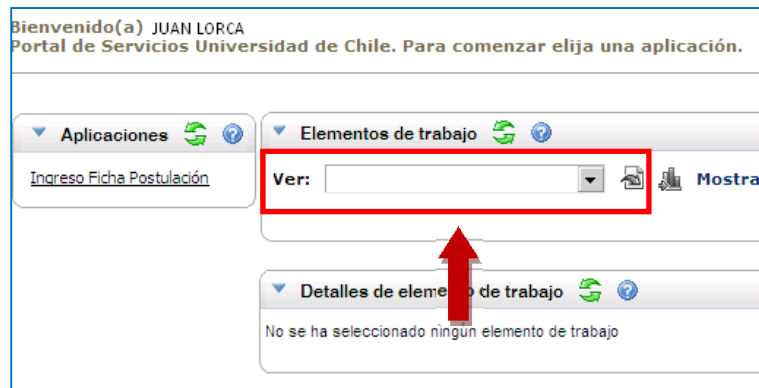 Bienvenido(a) JUAN LORCA
Portal de Servicios Universidad de Chile. Para comenzar elija una aplicación.
Aplicaciones
Ingreso Ficha Postulación
Elementos de trabajo
Ver:
Mostra
Detalles de elemento de trabajo
No se ha seleccionado ningún elemento de trabajo